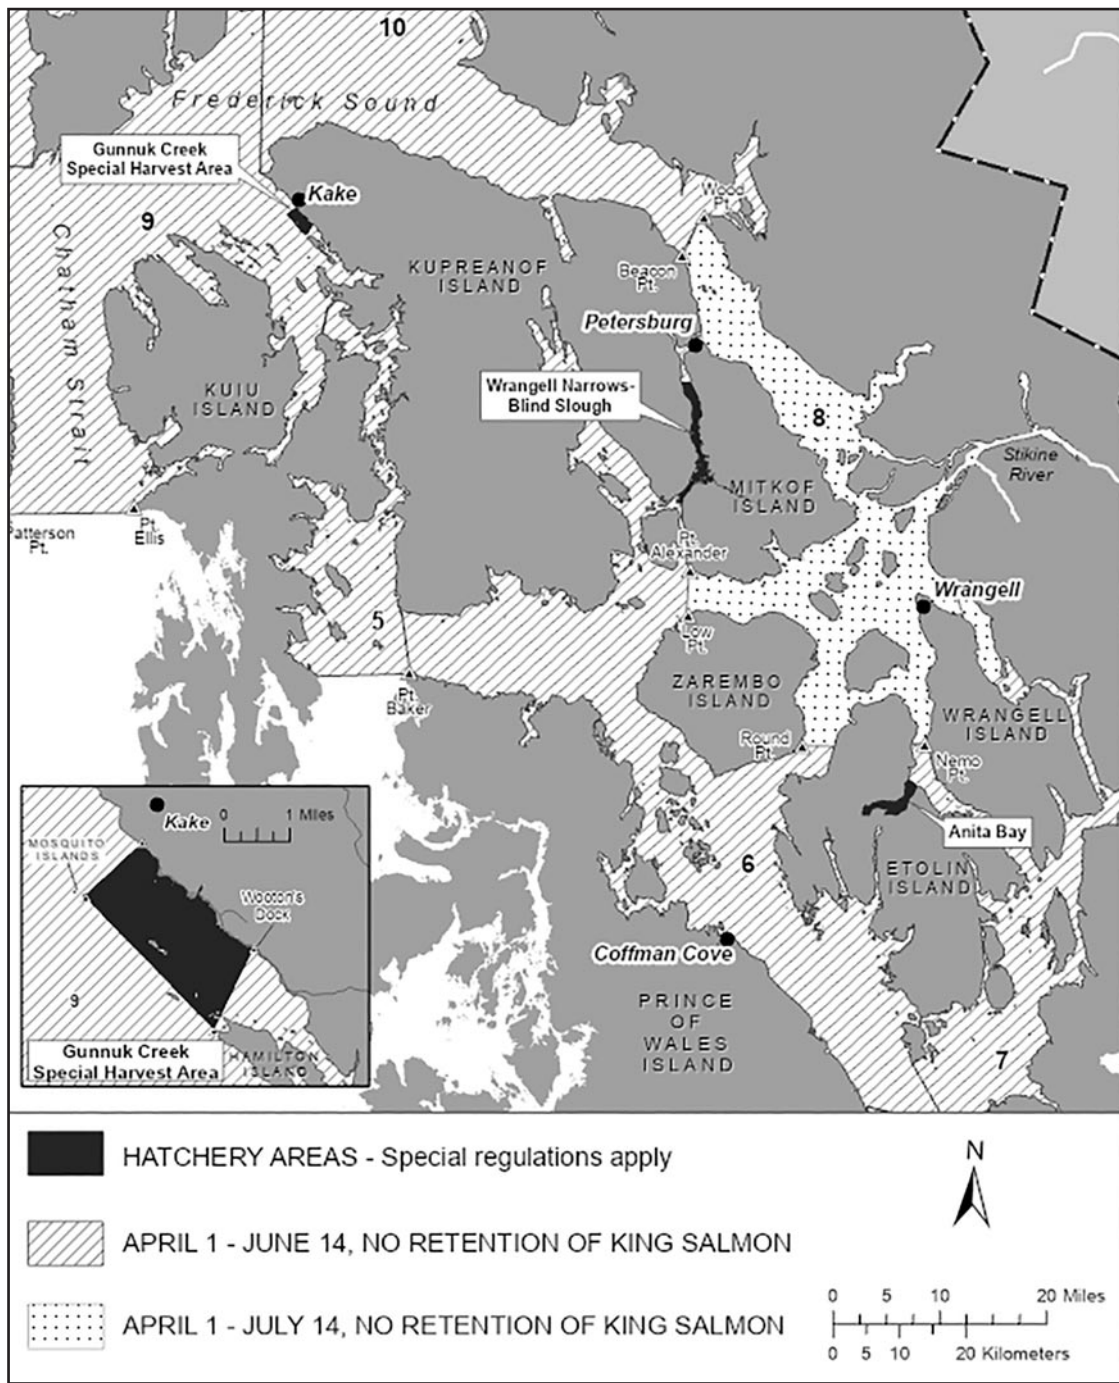 10
Frederick Sound
Gunnuk Creek
Special Harvest Area
Kake
9
Chatham Strait
Wood
Pt.
KUPREANOF
ISLAND
Beacon
Pt.
Petersburg
KUIU
ISLAND
Wrangell Narrows-
Blind Slough
8
Stikine
River
MITKOF
ISLAND
Patterson
Pt.
Pt.
Ellis
Pt.
Alexander
Wrangell
5
Low
Pt.
ZAREMBO
ISLAND
Pt.
Baker
WRANGELL
ISLAND
Round
Pt.
Nemo
Pt.
Anita Bay
6
ETOLIN
ISLAND
Coffman Cove
PRINCE
OF
WALES
ISLAND
7
Kake
0 1 Miles
MOSQUITO
ISLANDS
Wooton's
Dock
9
Gunnuk Creek
Special Harvest Area
HAMILTON
ISLAND
HATCHERY AREAS - Special regulations apply
N
APRIL 1 - JUNE 14, NO RETENTION OF KING SALMON
APRIL 1 - JULY 14, NO RETENTION OF KING SALMON
0 5 10 20 Miles
0 5 10 20 Kilometers